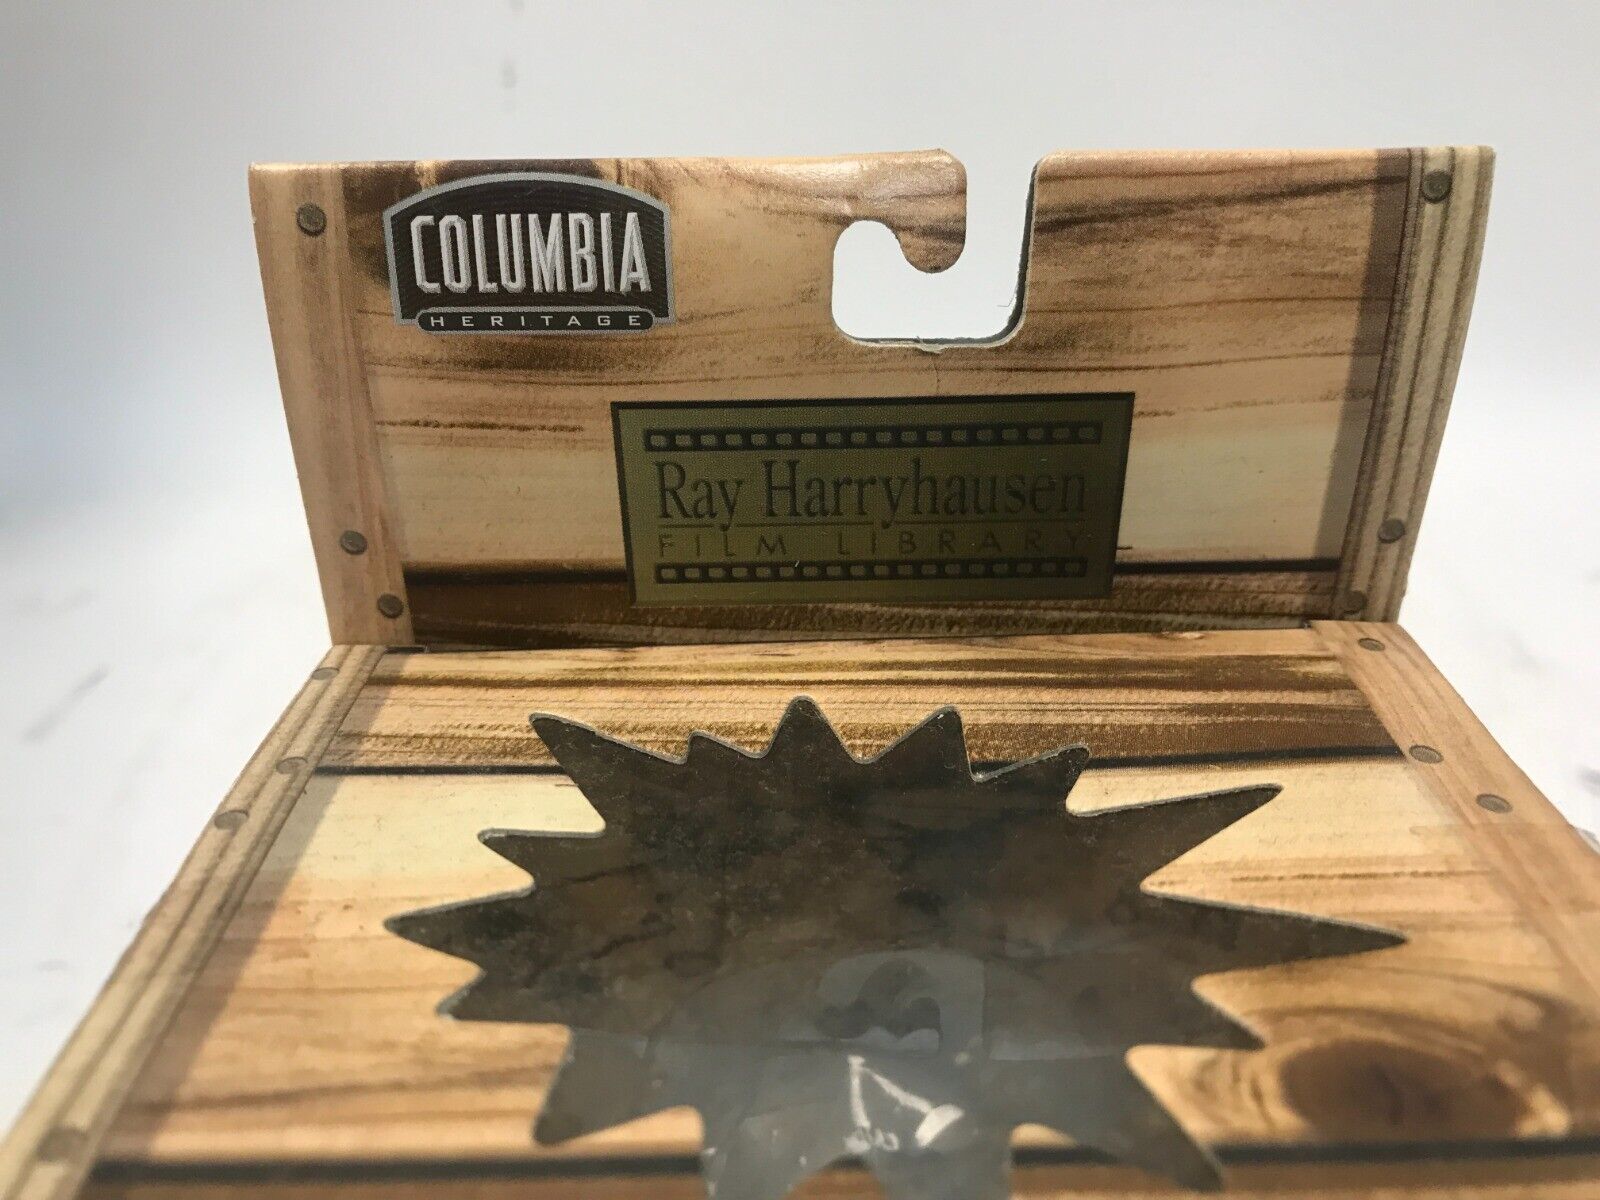 COLUMBIA
HERITAGE
Ray Harryhausen
FILM LIBRARY